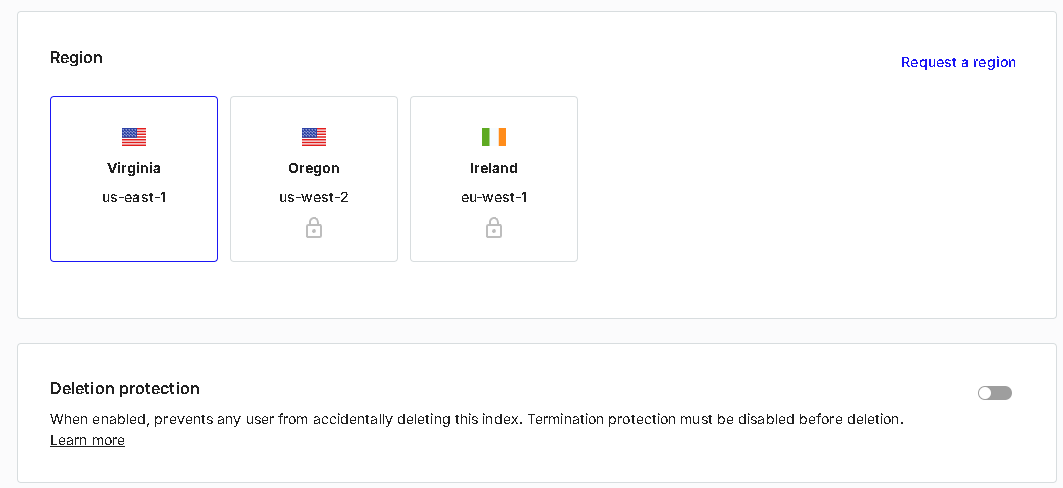 Region
Request a region
Virginia
us-east-1
Oregon
us-west-2
Ireland
eu-west-1
Deletion protection
When enabled, prevents any user from accidentally deleting this index. Termination protection must be disabled before deletion.
Learn more